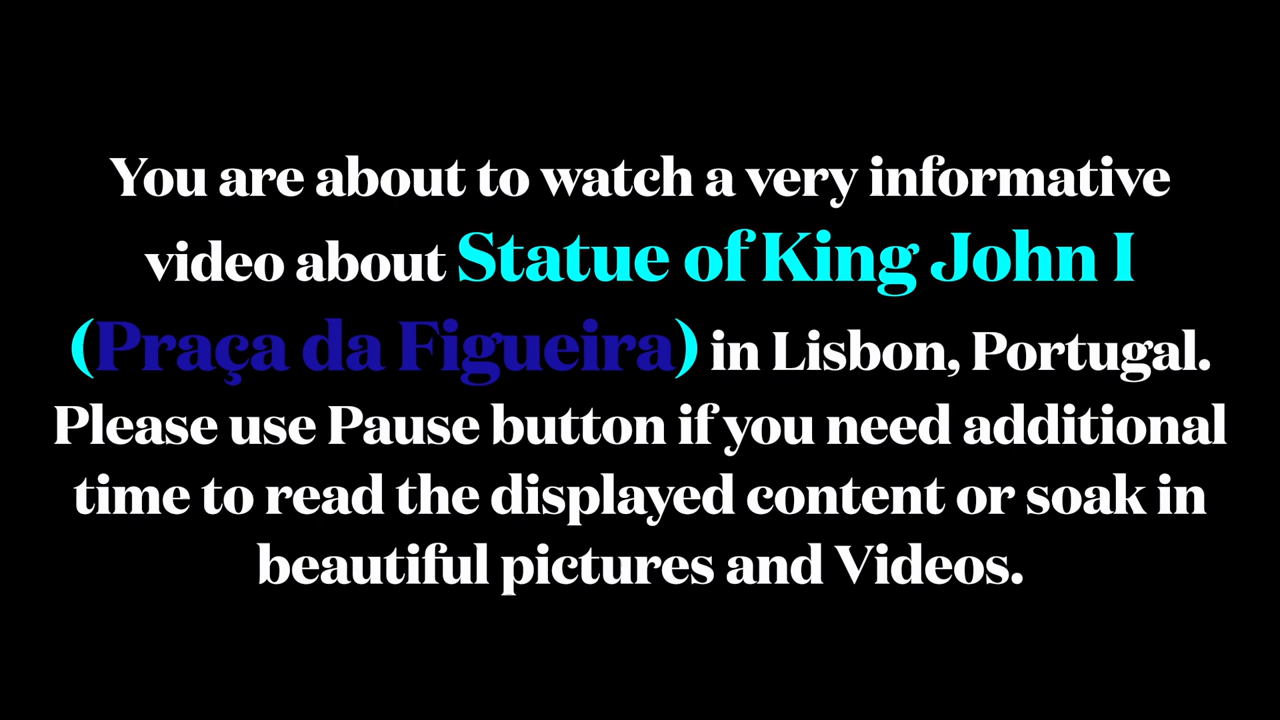 You are about to watch a very informative
video about Statue of King John I
(Praça da Figueira) in Lisbon, Portugal.
Please use Pause button if you need additional
time to read the displayed content or soak in
beautiful pictures and Videos.